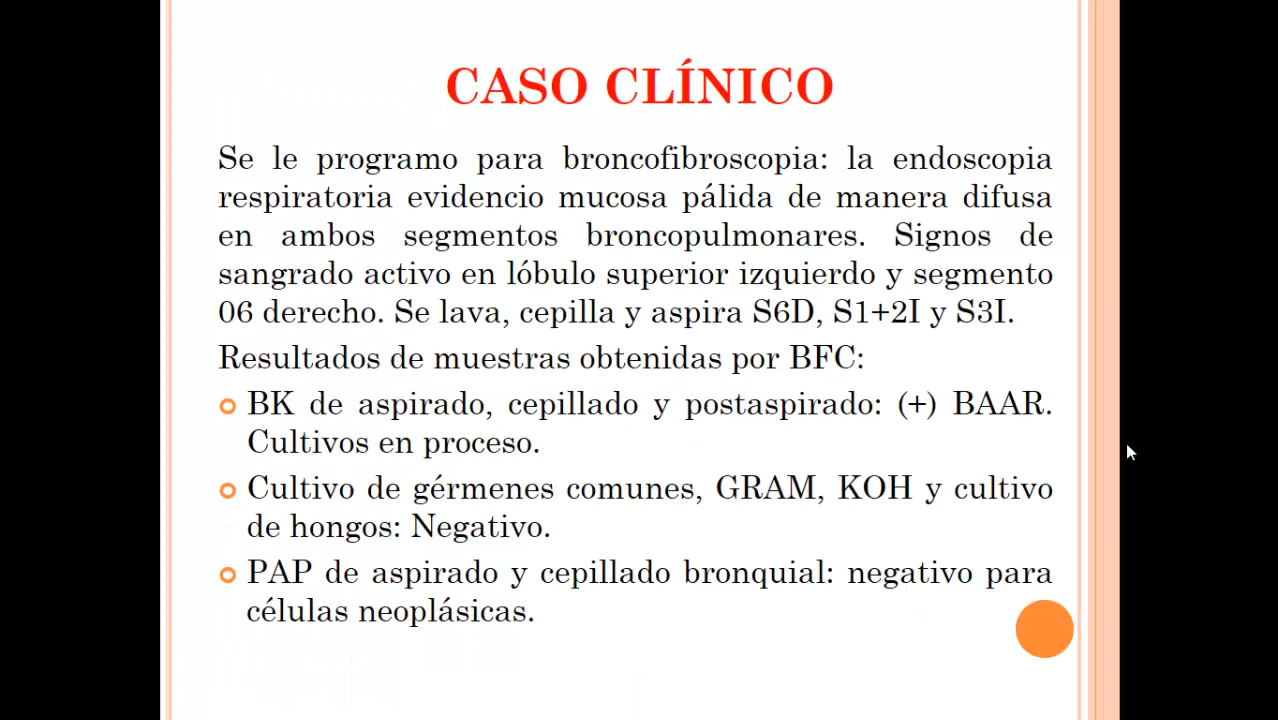 CASO CLÍNICO
Se le programo para broncofibroscopia: la endoscopia
respiratoria evidencio mucosa pálida de manera difusa
en ambos segmentos broncopulmonares. Signos de
sangrado activo en lóbulo superior izquierdo y segmento
06 derecho. Se lava, cepilla y aspira S6D, S1+2I y S3I.
Resultados de muestras obtenidas por BFC:
BK de aspirado, cepillado y postaspirado: (+) BAAR.
Cultivos en proceso.
Cultivo de gérmenes comunes, GRAM, KOH y cultivo
de hongos: Negativo.
PAP de aspirado y cepillado bronquial: negativo para
células neoplásicas.